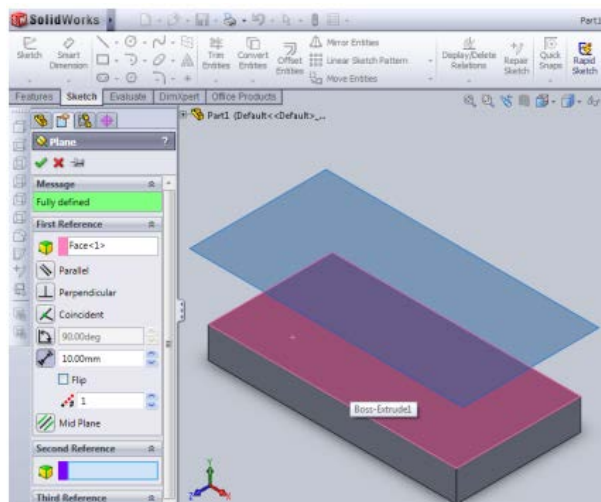 SolidWorks
Part1
Sketch
Smart Dimension
Trim Entities
Convert Entities
Offset Entities
Mirror Entities
Linear Sketch Pattern
Move Entities
Display/Delete Relations
Repair Sketch
Quick Snaps
Rapid Sketch
Features Sketch Evaluate DimXpert Office Products
Part1 (Default<<Default>_...
Plane ?
Message
Fully defined
First Reference
Face<1>
Parallel
Perpendicular
Coincident
90.00deg
10.00mm
Flip
1
Mid Plane
Second Reference
Third Reference
Boss-Extrude1
Y
X
Z